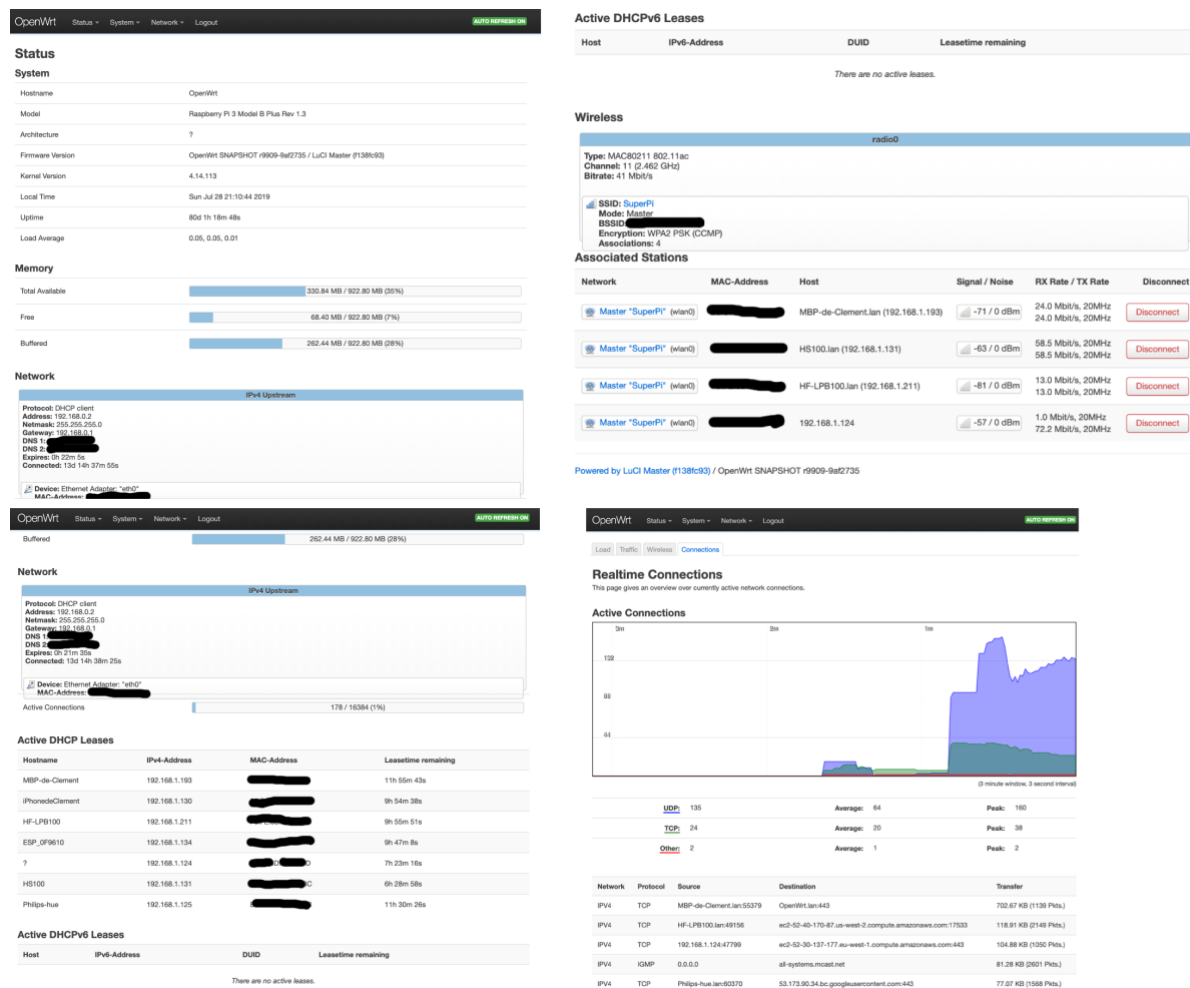 OpenWrt Status System Network Logout AUTO REFRESH ON
Status
System
Hostname OpenWrt
Model Raspberry Pi 3 Model B Plus Rev 1.3
Architecture ?
Firmware Version OpenWrt SNAPSHOT r9909-9af2735 / LuCI Master (f138fc93)
Kernel Version 4.14.113
Local Time Sun Jul 28 21:10:44 2019
Uptime 80d 1h 18m 48s
Load Average 0.05, 0.05, 0.01
Memory
Total Available 330.84 MB / 922.80 MB (35%)
Free 68.40 MB / 922.80 MB (7%)
Buffered 262.44 MB / 922.80 MB (28%)
Network
IPv4 Upstream
Protocol: DHCP client
Address: 192.168.0.2
Netmask: 255.255.255.0
Gateway: 192.168.0.1
DNS 1:
DNS 2:
Expires: 0h 22m 5s
Connected: 13d 14h 37m 55s
Device: Ethernet Adapter: "eth0"
MAC-Address:
Active DHCPv6 Leases
Host IPv6-Address DUID Leasetime remaining
There are no active leases.
Wireless
radio0
Type: MAC80211 802.11ac
Channel: 11 (2.462 GHz)
Bitrate: 41 Mbit/s
SSID: SuperPi
Mode: Master
BSSID
Encryption: WPA2 PSK (CCMP)
Associations: 4
Associated Stations
Network MAC-Address Host Signal / Noise RX Rate / TX Rate Disconnect
Master "SuperPi" (wlan0) MBP-de-Clement.lan (192.168.1.193) -71 / 0 dBm 24.0 Mbit/s, 20MHz Disconnect
24.0 Mbit/s, 20MHz
Master "SuperPi" (wlan0) HS100.lan (192.168.1.131) -63 / 0 dBm 58.5 Mbit/s, 20MHz Disconnect
58.5 Mbit/s, 20MHz
Master "SuperPi" (wlan0) HF-LPB100.lan (192.168.1.211) -81 / 0 dBm 13.0 Mbit/s, 20MHz Disconnect
13.0 Mbit/s, 20MHz
Master "SuperPi" (wlan0) 192.168.1.124 -57 / 0 dBm 1.0 Mbit/s, 20MHz Disconnect
72.2 Mbit/s, 20MHz
Powered by LuCI Master (f138fc93) / OpenWrt SNAPSHOT r9909-9af2735
OpenWrt Status System Network Logout AUTO REFRESH ON
Buffered 262.44 MB / 922.80 MB (28%)
Network
IPv4 Upstream
Protocol: DHCP client
Address: 192.168.0.2
Netmask: 255.255.255.0
Gateway: 192.168.0.1
DNS 1:
DNS 2
Expires: 0h 21m 35s
Connected: 13d 14h 38m 25s
Device: Ethernet Adapter: "eth0"
MAC-Address:
Active Connections 178 / 16384 (1%)
Active DHCP Leases
Hostname IPv4-Address MAC-Address Leasetime remaining
MBP-de-Clement 192.168.1.193 11h 55m 43s
iPhonedeClement 192.168.1.130 9h 54m 38s
HF-LPB100 192.168.1.211 9h 55m 51s
ESP_0F9610 192.168.1.134 9h 47m 8s
? 192.168.1.124 7h 23m 16s
HS100 192.168.1.131 6h 28m 58s
Philips-hue 192.168.1.125 11h 30m 26s
Active DHCPv6 Leases
Host IPv6-Address DUID Leasetime remaining
There are no active leases.
OpenWrt Status System Network Logout AUTO REFRESH ON
Load Traffic Wireless Connections
Realtime Connections
This page gives an overview over currently active network connections.
Active Connections
3m 2m 1m
64
(3 minute window, 3 second interval)
UDP: 135 Average: 64 Peak: 160
TCP: 24 Average: 20 Peak: 38
Other: 2 Average: 1 Peak: 2
Network Protocol Source Destination Transfer
IPV4 TCP MBP-de-Clement.lan:55379 OpenWrt.lan:443 702.67 KB (1139 Pkts.)
IPV4 TCP HF-LPB100.lan:49156 ec2-52-40-170-87.us-west-2.compute.amazonaws.com:17533 118.91 KB (2149 Pkts.)
IPV4 TCP 192.168.1.124:47799 ec2-52-30-137-177.eu-west-1.compute.amazonaws.com:443 104.88 KB (1050 Pkts.)
IPV4 IGMP 0.0.0.0 all-systems.mcast.net 81.28 KB (2601 Pkts.)
IPV4 TCP Philips-hue.lan:60370 53.173.90.34.bc.googleusercontent.com:443 77.07 KB (1568 Pkts.)